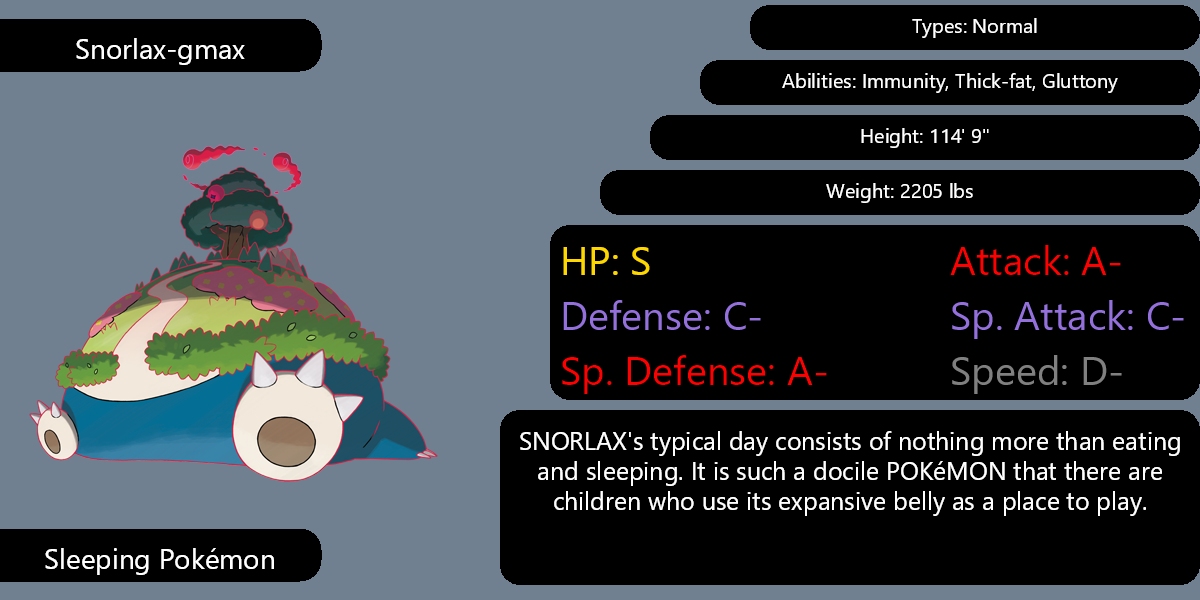 Snorlax-gmax
Types: Normal
Abilities: Immunity, Thick-fat, Gluttony
Height: 114' 9"
Weight: 2205 lbs
HP: S
Attack: A-
Defense: C-
Sp. Attack: C-
Sp. Defense: A-
Speed: D-
SNORLAX's typical day consists of nothing more than eating
and sleeping. It is such a docile POKéMON that there are
children who use its expansive belly as a place to play.
Sleeping Pokémon